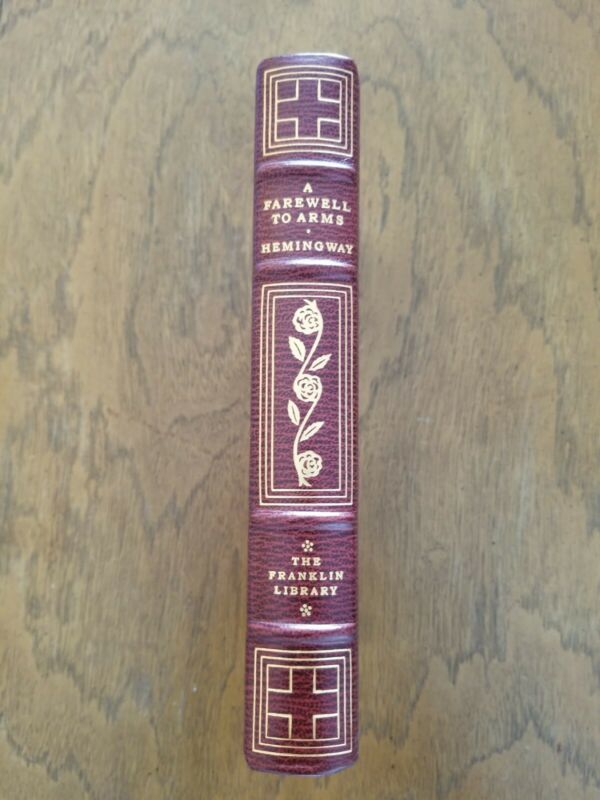 A
FAREWELL
TO ARMS
·
HEMINGWAY
THE
FRANKLIN
LIBRARY